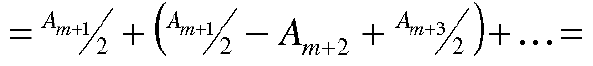 = A_{m+1}/2 + (A_{m+1}/2 − A_{m+2} + A_{m+3}/2) + … =